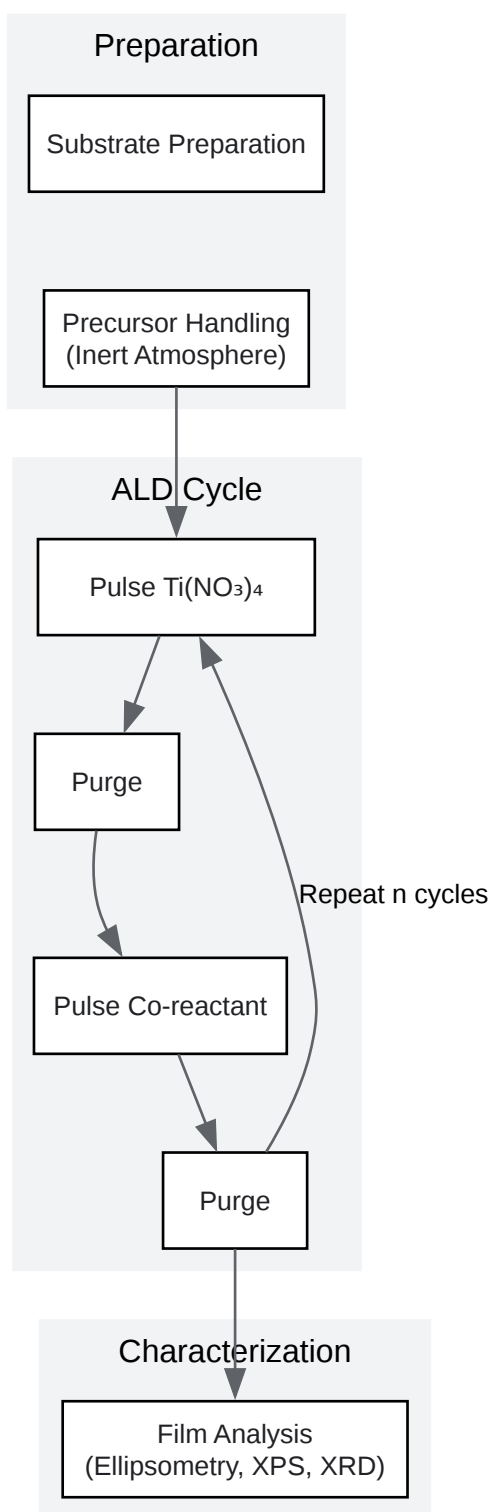 Preparation
Substrate Preparation
Precursor Handling
(Inert Atmosphere)
ALD Cycle
Pulse Ti(NO₃)₄
Purge
Repeat n cycles
Pulse Co-reactant
Purge
Characterization
Film Analysis
(Ellipsometry, XPS, XRD)